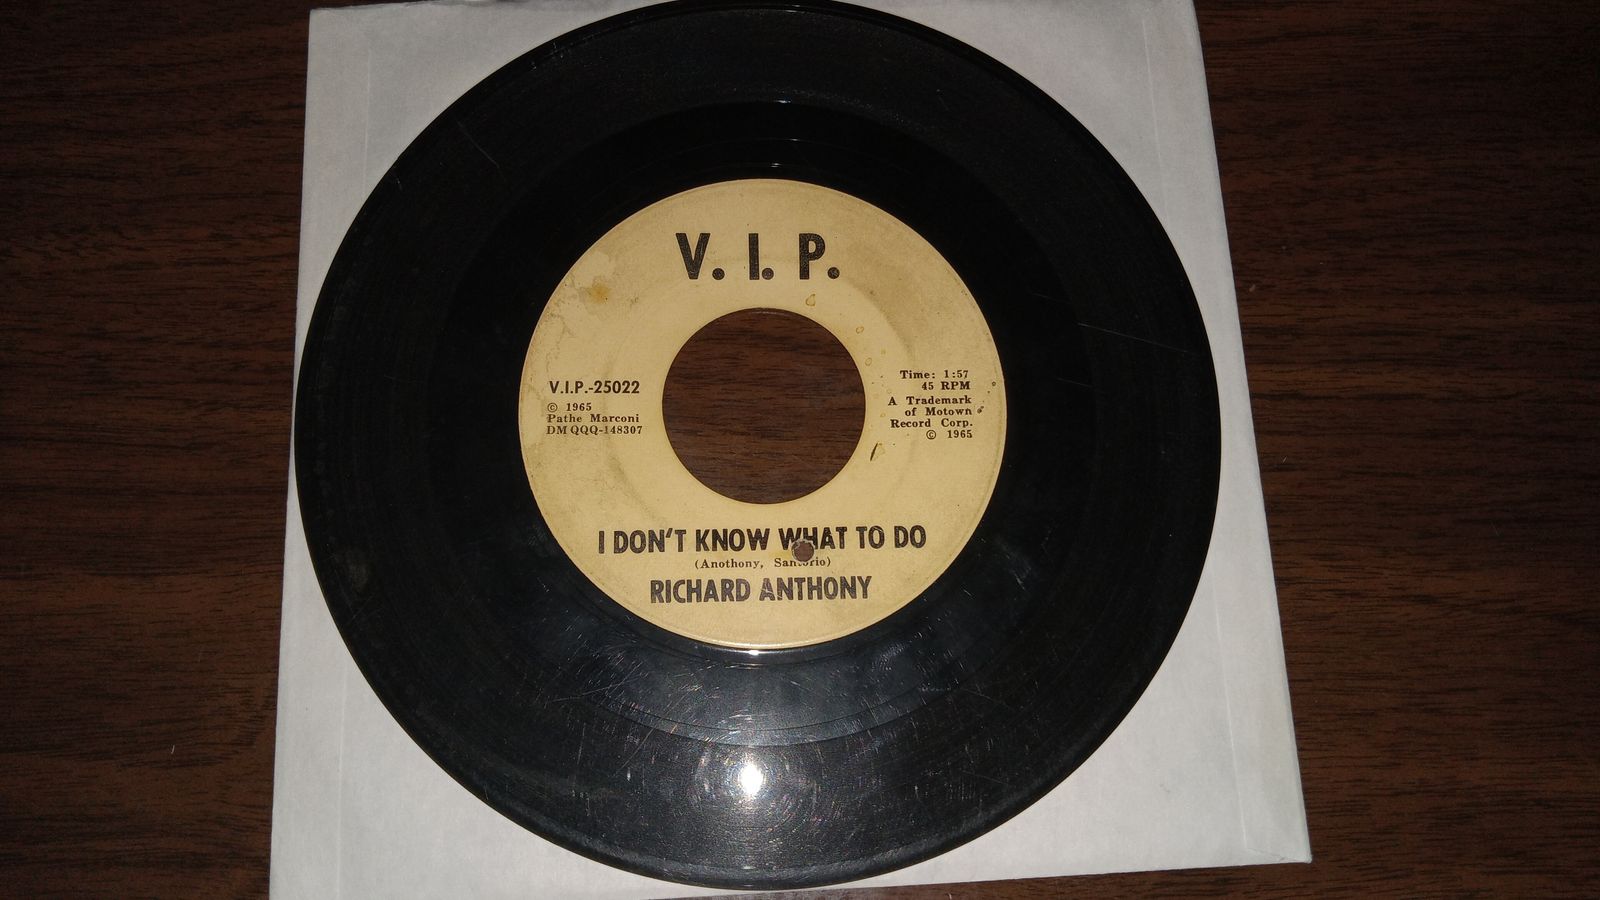 V. I. P.
V.I.P.-25022
© 1965
Pathe Marconi
DM QQQ-148307
Time: 1:57
45 RPM
A Trademark
of Motown
Record Corp.
© 1965
I DON'T KNOW WHAT TO DO
(Anothony,
RICHARD ANTHONY